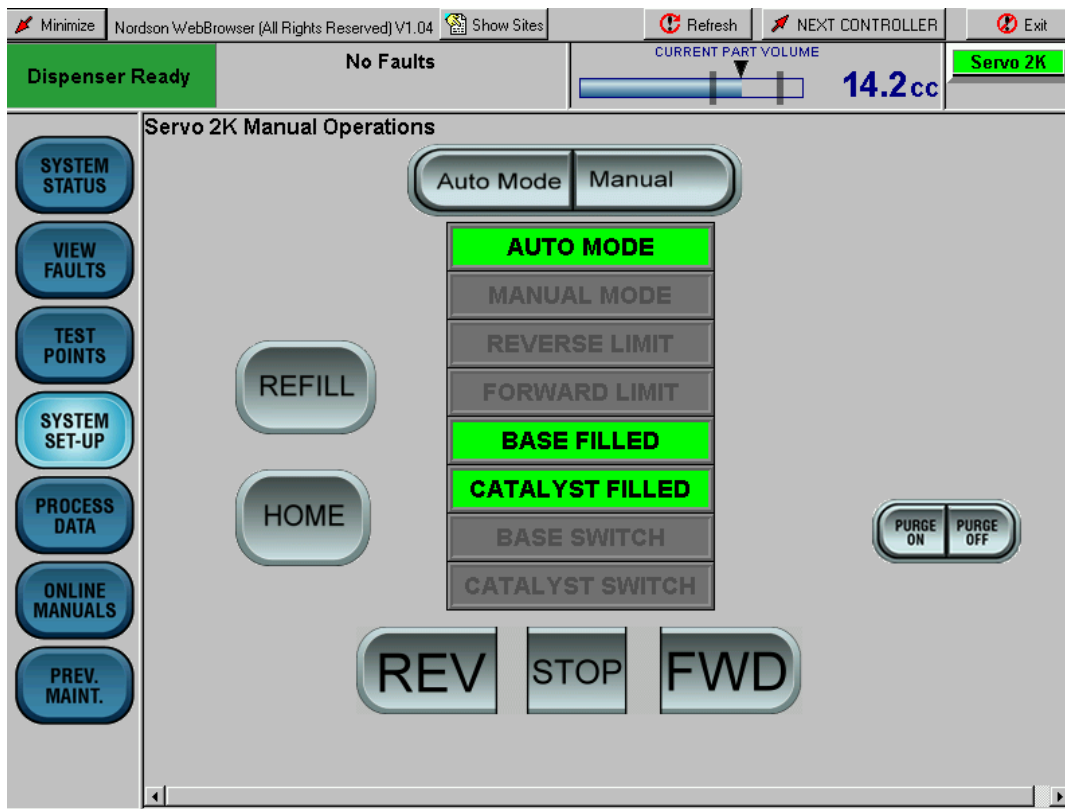 Minimize
Nordson WebBrowser (All Rights Reserved) V1.04
Show Sites
Refresh
NEXT CONTROLLER
Exit
Dispenser Ready
No Faults
CURRENT PART VOLUME
14.2cc
Servo 2K
Servo 2K Manual Operations
SYSTEM
STATUS
VIEW
FAULTS
TEST
POINTS
SYSTEM
SET-UP
PROCESS
DATA
ONLINE
MANUALS
PREV.
MAINT.
Auto Mode
Manual
AUTO MODE
MANUAL MODE
REVERSE LIMIT
FORWARD LIMIT
BASE FILLED
CATALYST FILLED
BASE SWITCH
CATALYST SWITCH
REFILL
HOME
PURGE
ON
PURGE
OFF
REV
STOP
FWD